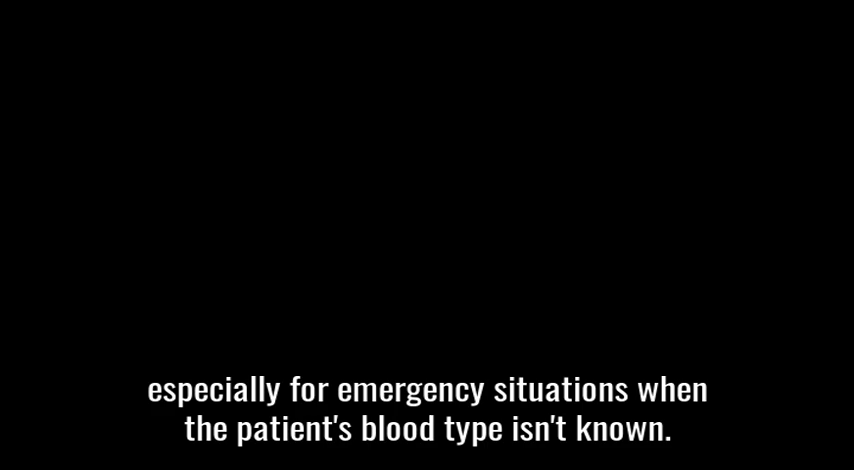 especially for emergency situations when
the patient's blood type isn't known.